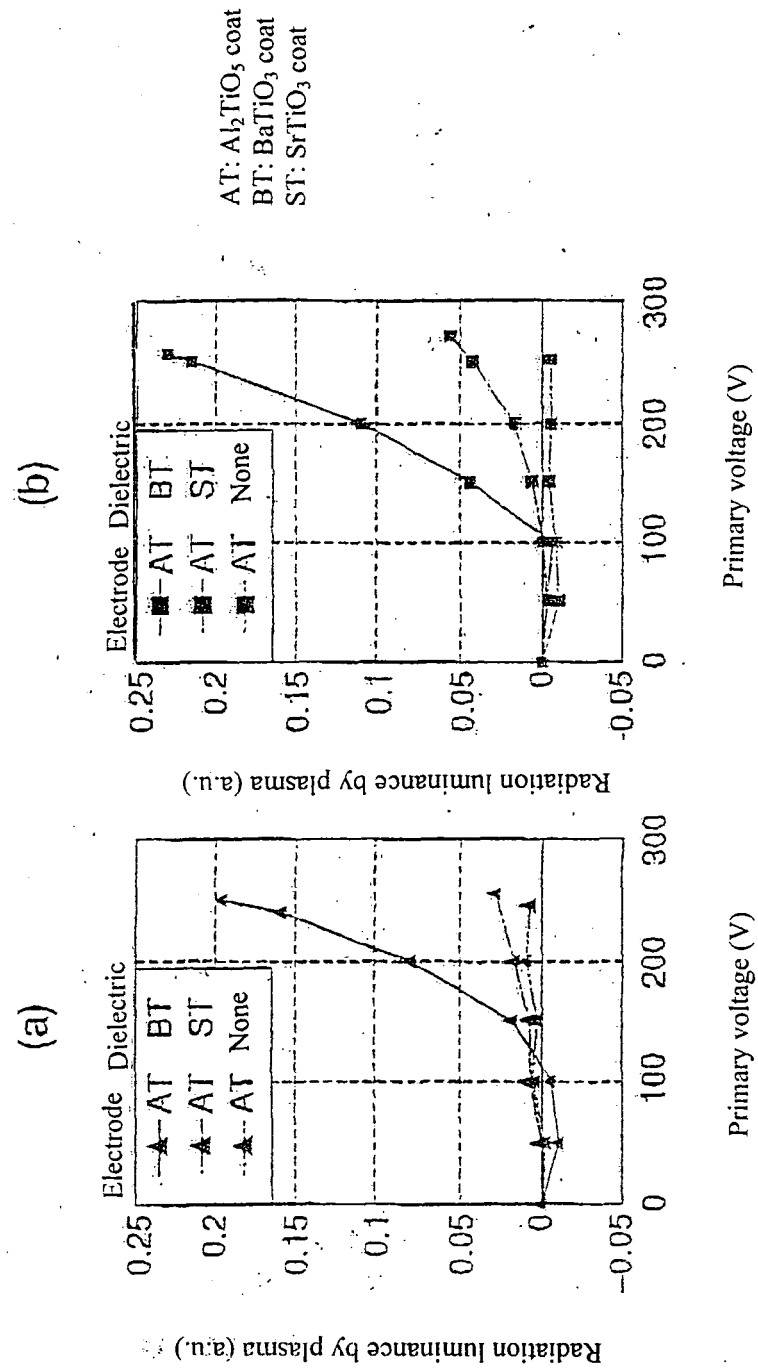 (a)
Electrode Dielectric
AT BT
AT ST
AT None
0.25
0.2
0.15
0.1
0.05
0
-0.05
0 100 200 300
Radiation luminance by plasma (a.u.)
Primary voltage (V)
(b)
Electrode Dielectric
AT BT
AT ST
AT None
0.25
0.2
0.15
0.1
0.05
0
-0.05
0 100 200 300
Radiation luminance by plasma (a.u.)
Primary voltage (V)
AT: Al₂TiO₅ coat
BT: BaTiO₃ coat
ST: SrTiO₃ coat